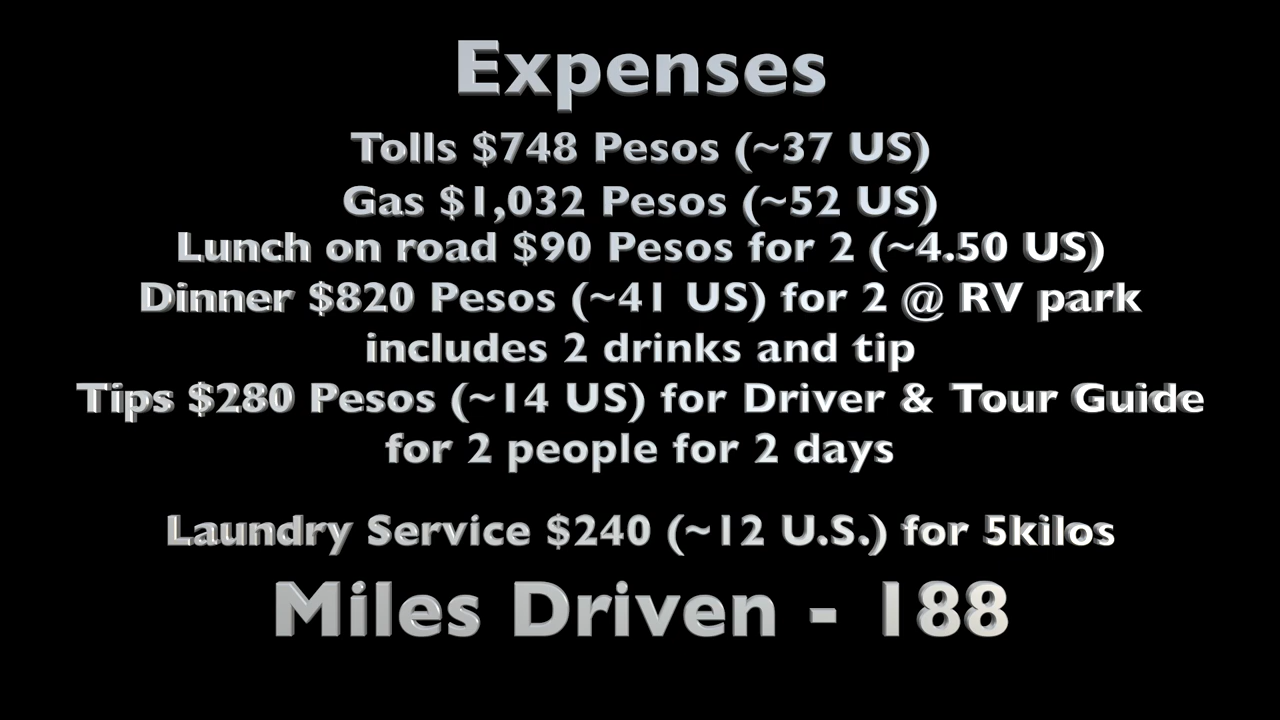 Expenses
Tolls $748 Pesos (~37 US)
Gas $1,032 Pesos (~52 US)
Lunch on road $90 Pesos for 2 (~4.50 US)
Dinner $820 Pesos (~41 US) for 2 @ RV park
includes 2 drinks and tip
Tips $280 Pesos (~14 US) for Driver & Tour Guide
for 2 people for 2 days
Laundry Service $240 (~12 U.S.) for 5kilos
Miles Driven - 188